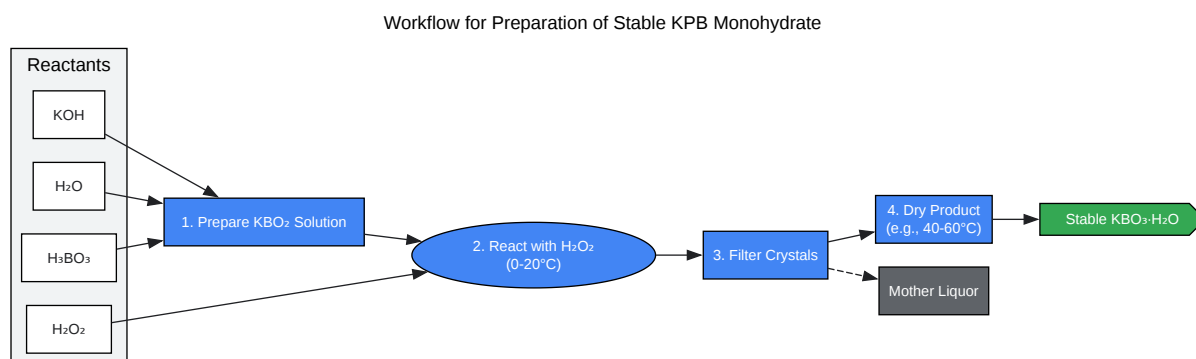 Workflow for Preparation of Stable KPB Monohydrate
Reactants
KOH
H₂O
H₃BO₃
H₂O₂
1. Prepare KBO₂ Solution
2. React with H₂O₂
(0-20°C)
3. Filter Crystals
4. Dry Product
(e.g., 40-60°C)
Mother Liquor
Stable KBO₃·H₂O